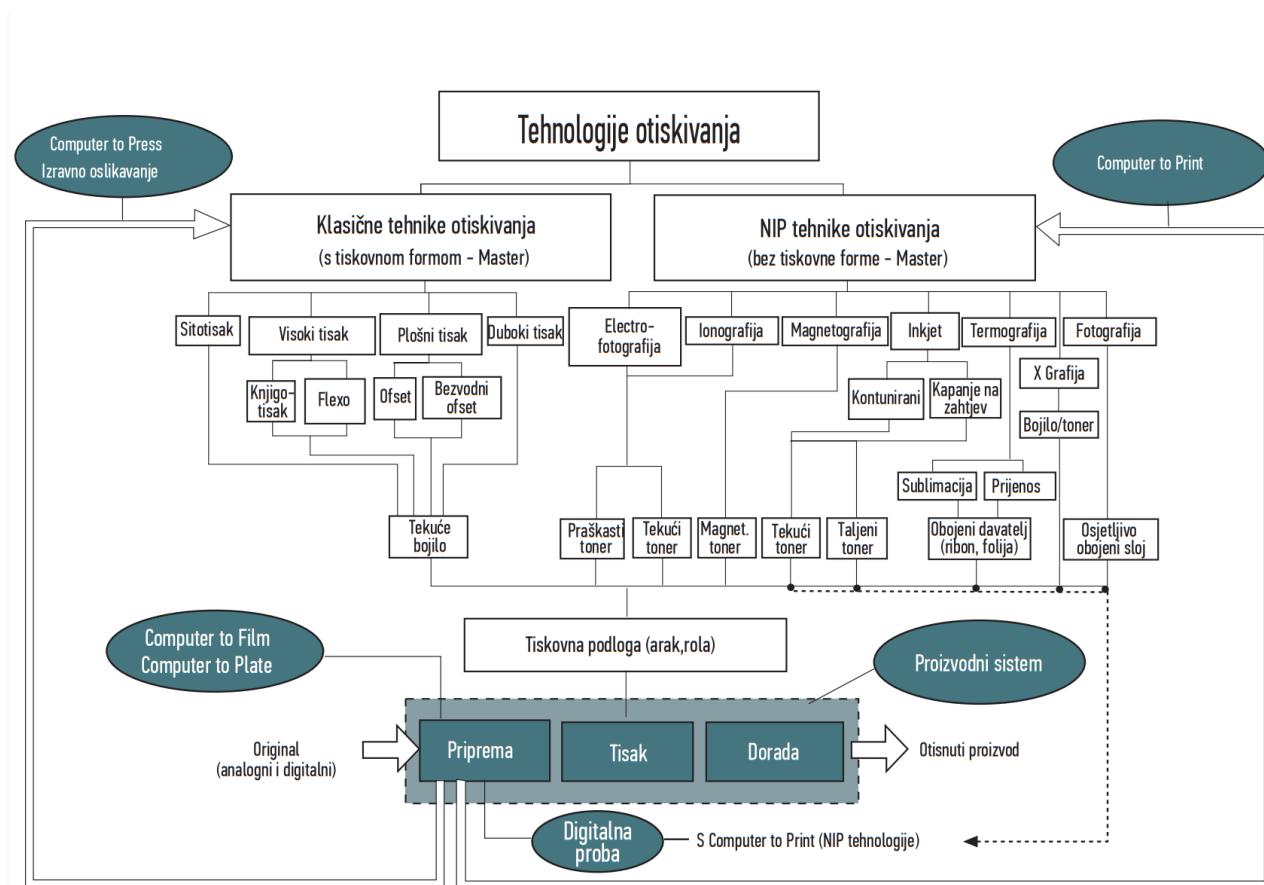 Tehnologije otiskivanja
Computer to Press
Izravno oslikavanje
Computer to Print
Klasične tehnike otiskivanja
(s tiskovnom formom - Master)
NIP tehnike otiskivanja
(bez tiskovne forme - Master)
Sitotisak
Visoki tisak
Plošni tisak
Duboki tisak
Electro-
fotografija
Ionografija
Magnetografija
Inkjet
Termografija
Fotografija
Knjigo-
tisak
Flexo
Ofset
Bezvodni
ofset
Kontunirani
Kapanje na
zahtjev
X Grafija
Bojilo/toner
Sublimacija
Prijenos
Tekuće
bojilo
Praškasti
toner
Tekući
toner
Magnet.
toner
Tekući
toner
Taljeni
toner
Obojeni davatelj
(ribon, folija)
Osjetljivo
obojeni sloj
Computer to Film
Computer to Plate
Tiskovna podloga (arak,rola)
Proizvodni sistem
Original
(analogni i digitalni)
Priprema
Tisak
Dorada
Otisnuti proizvod
Digitalna
proba
S Computer to Print (NIP tehnologije)